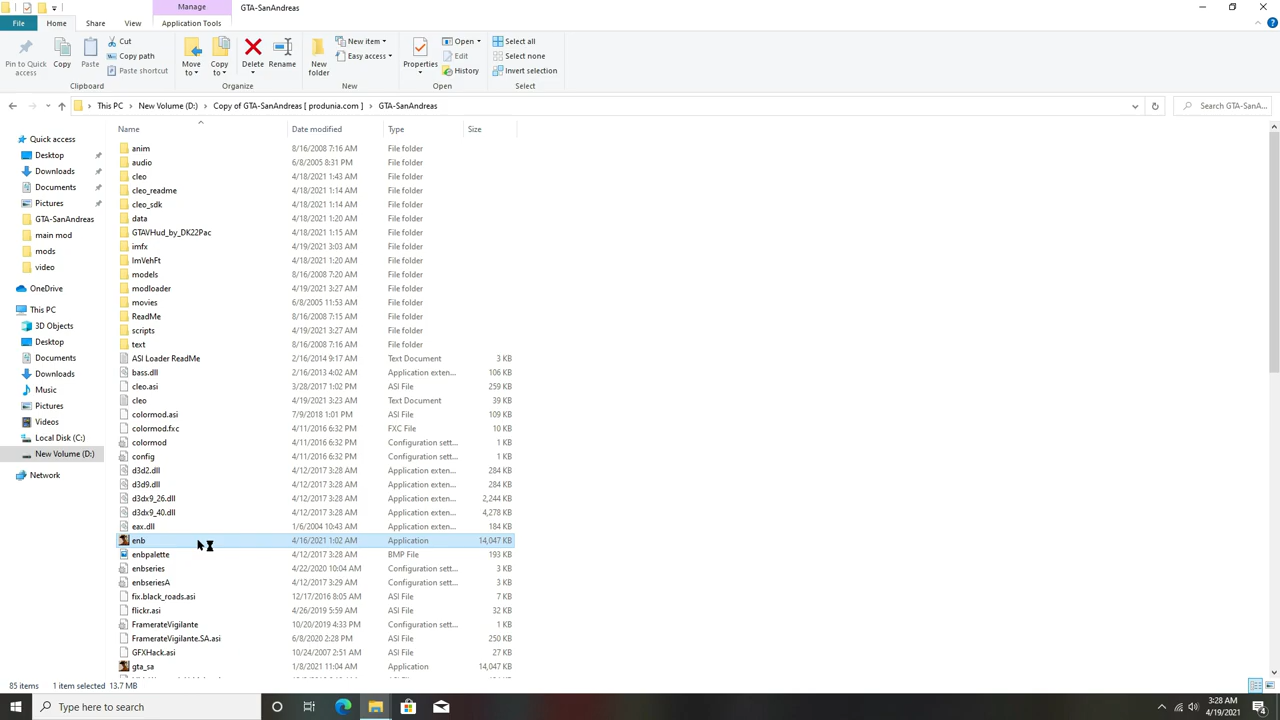 Manage
GTA-SanAndreas
File
Home
Share
View
Application Tools
Pin to Quick
access
Copy
Paste
Cut
Copy path
Paste shortcut
Clipboard
Move
to
Copy
to
Delete
Rename
Organize
New
folder
New item
Easy access
New
Properties
Open
Edit
History
Open
Select all
Select none
Invert selection
Select
This PC
New Volume (D:)
Copy of GTA-SanAndreas [ produnia.com ]
GTA-SanAndreas
Search GTA-SanA...
Quick access
Desktop
Downloads
Documents
Pictures
GTA-SanAndreas
main mod
mods
video
OneDrive
This PC
3D Objects
Desktop
Documents
Downloads
Music
Pictures
Videos
Local Disk (C:)
New Volume (D:)
Network
Name Date modified Type Size
anim 8/16/2008 7:16 AM File folder
audio 6/8/2005 8:31 PM File folder
cleo 4/18/2021 1:43 AM File folder
cleo_readme 4/18/2021 1:14 AM File folder
cleo_sdk 4/18/2021 1:14 AM File folder
data 4/18/2021 1:20 AM File folder
GTAVHud_by_DK22Pac 4/18/2021 1:15 AM File folder
imfx 4/19/2021 3:03 AM File folder
ImVehFt 4/18/2021 1:20 AM File folder
models 8/16/2008 7:20 AM File folder
modloader 4/19/2021 3:27 AM File folder
movies 6/8/2005 11:53 AM File folder
ReadMe 8/16/2008 7:15 AM File folder
scripts 4/19/2021 3:27 AM File folder
text 8/16/2008 7:16 AM File folder
ASI Loader ReadMe 2/16/2014 9:17 AM Text Document 3 KB
bass.dll 2/16/2013 4:02 AM Application exten... 106 KB
cleo.asi 3/28/2017 1:02 PM ASI File 259 KB
cleo 4/19/2021 3:23 AM Text Document 39 KB
colormod.asi 7/9/2018 1:01 PM ASI File 109 KB
colormod.fxc 4/11/2016 6:32 PM FXC File 10 KB
colormod 4/11/2016 6:32 PM Configuration sett... 1 KB
config 4/11/2016 6:32 PM Configuration sett... 1 KB
d3d2.dll 4/12/2017 3:28 AM Application exten... 284 KB
d3d9.dll 4/12/2017 3:28 AM Application exten... 284 KB
d3dx9_26.dll 4/12/2017 3:28 AM Application exten... 2,244 KB
d3dx9_40.dll 4/12/2017 3:28 AM Application exten... 4,278 KB
eax.dll 1/6/2004 10:43 AM Application exten... 184 KB
enb 4/16/2021 1:02 AM Application 14,047 KB
enbpalette 4/12/2017 3:28 AM BMP File 193 KB
enbseries 4/22/2020 10:04 AM Configuration sett... 3 KB
enbseriesA 4/12/2017 3:29 AM Configuration sett... 3 KB
fix.black_roads.asi 12/17/2016 8:05 AM ASI File 7 KB
flickr.asi 4/26/2019 5:59 AM ASI File 32 KB
FramerateVigilante 10/20/2019 4:33 PM Configuration sett... 1 KB
FramerateVigilante.SA.asi 6/8/2020 2:28 PM ASI File 250 KB
GFXHack.asi 10/24/2007 2:51 AM ASI File 27 KB
gta_sa 1/8/2021 11:04 AM Application 14,047 KB
85 items 1 item selected 13.7 MB
Type here to search
3:28 AM
4/19/2021
4